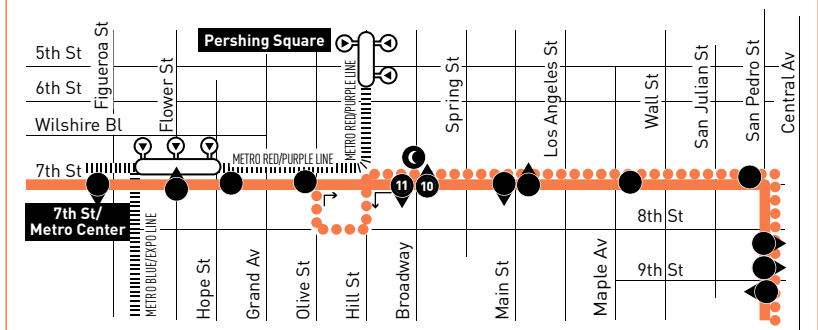 Figueroa St
Flower St
Pershing Square
5th St
6th St
Wilshire Bl
7th St
METRO RED/PURPLE LINE
METRO RED/PURPLE LINE
Spring St
Los Angeles St
Wall St
San Julian St
San Pedro St
Central Av
11
10
7th St/
Metro Center
METRO BLUE/EXPO LINE
Hope St
Grand Av
Olive St
Hill St
Broadway
Main St
Maple Av
8th St
9th St